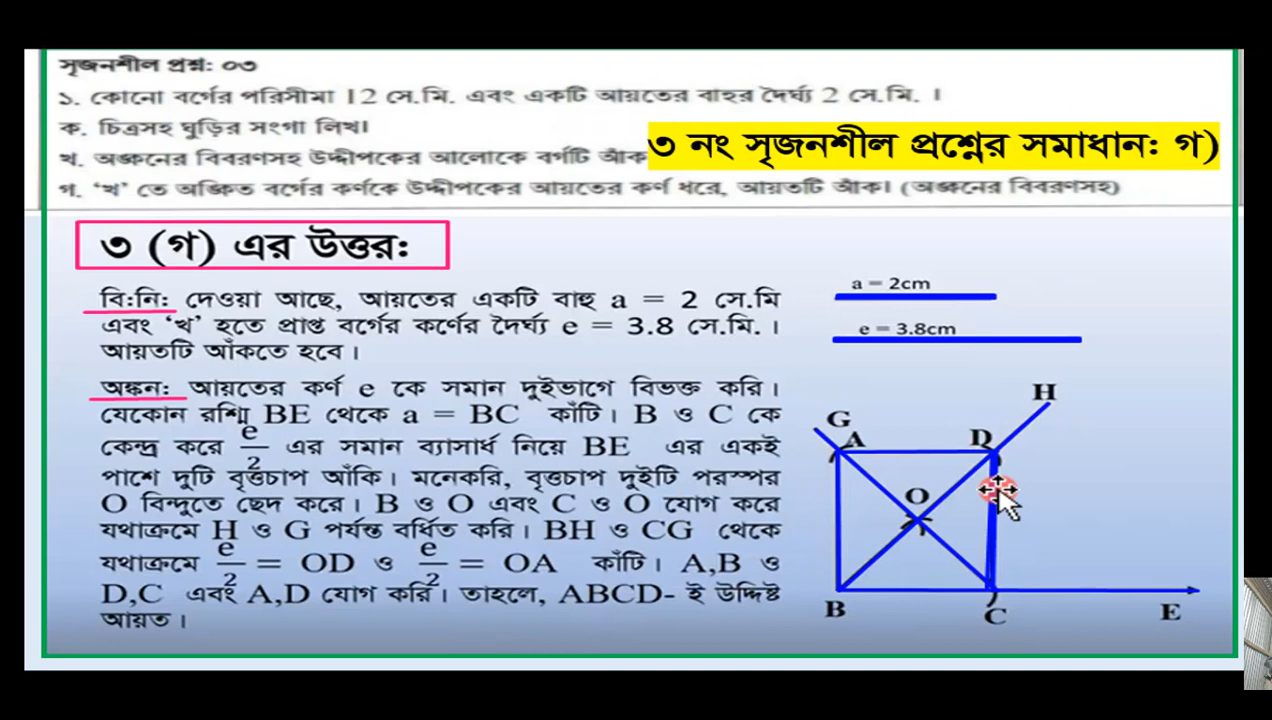 সৃজনশীল প্রশ্ন: ০৩
১. কোনো বর্গের পরিসীমা 12 সে.মি. এবং একটি আয়তের বাহুর দৈর্ঘ্য 2 সে.মি. ।
ক. চিত্রসহ ঘুড়ির সংগা লিখ।
৩ নং সৃজনশীল প্রশ্নের সমাধান: গ)
খ. অঙ্কনের বিবরণসহ উদ্দীপকের আলোকে বর্গটি আঁক
গ. ‘খ’ তে অঙ্কিত বর্গের কর্ণকে উদ্দীপকের আয়তের কর্ণ ধরে, আয়তটি আঁক। (অঙ্কনের বিবরণসহ)
৩ (গ) এর উত্তর:
বি:নি: দেওয়া আছে, আয়তের একটি বাহু a = 2 সে.মি
এবং ‘খ’ হতে প্রাপ্ত বর্গের কর্ণের দৈর্ঘ্য e = 3.8 সে.মি. ।
আয়তটি আঁকতে হবে ।
অঙ্কন: আয়তের কর্ণ e কে সমান দুইভাগে বিভক্ত করি ।
যেকোন রশ্মি BE থেকে a = BC কাঁটি । B ও C কে
কেন্দ্র করে e/2 এর সমান ব্যাসার্ধ নিয়ে BE এর একই
পাশে দুটি বৃত্তচাপ আঁকি । মনেকরি, বৃত্তচাপ দুইটি পরস্পর
O বিন্দুতে ছেদ করে । B ও O এবং C ও O যোগ করে
যথাক্রমে H ও G পর্যন্ত বর্ধিত করি । BH ও CG থেকে
যথাক্রমে e/2 = OD ও e/2 = OA কাঁটি । A,B ও
D,C এবং A,D যোগ করি । তাহলে, ABCD- ই উদ্দিষ্ট
আয়ত ।
a = 2cm
e = 3.8cm
H
G
A
D
O
B
C
E